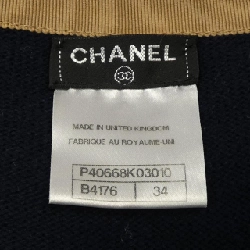 CHANEL
MADE IN UNITED KINGDOM
FABRIQUE AU ROYAUME-UNI
P40668K03010
B4176 34